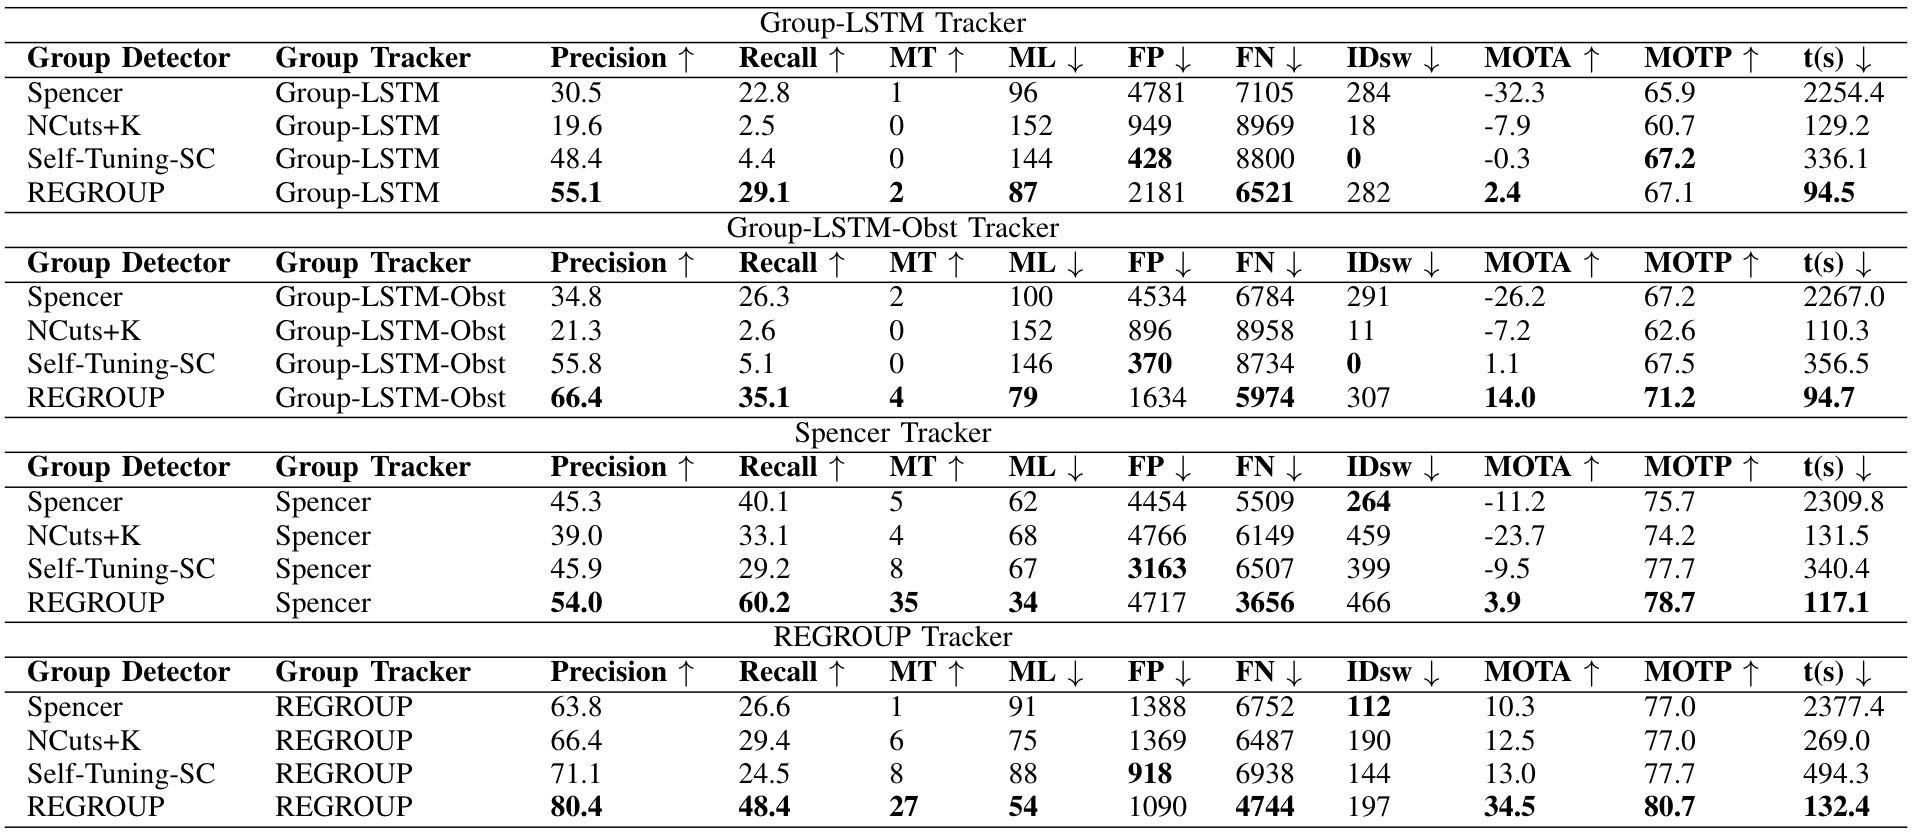 Group-LSTM Tracker
Group Detector Group Tracker Precision ↑ Recall ↑ MT ↑ ML ↓ FP ↓ FN ↓ IDsw ↓ MOTA ↑ MOTP ↑ t(s) ↓
Spencer Group-LSTM 30.5 22.8 1 96 4781 7105 284 -32.3 65.9 2254.4
NCuts+K Group-LSTM 19.6 2.5 0 152 949 8969 18 -7.9 60.7 129.2
Self-Tuning-SC Group-LSTM 48.4 4.4 0 144 428 8800 0 -0.3 67.2 336.1
REGROUP Group-LSTM 55.1 29.1 2 87 2181 6521 282 2.4 67.1 94.5
Group-LSTM-Obst Tracker
Group Detector Group Tracker Precision ↑ Recall ↑ MT ↑ ML ↓ FP ↓ FN ↓ IDsw ↓ MOTA ↑ MOTP ↑ t(s) ↓
Spencer Group-LSTM-Obst 34.8 26.3 2 100 4534 6784 291 -26.2 67.2 2267.0
NCuts+K Group-LSTM-Obst 21.3 2.6 0 152 896 8958 11 -7.2 62.6 110.3
Self-Tuning-SC Group-LSTM-Obst 55.8 5.1 0 146 370 8734 0 1.1 67.5 356.5
REGROUP Group-LSTM-Obst 66.4 35.1 4 79 1634 5974 307 14.0 71.2 94.7
Spencer Tracker
Group Detector Group Tracker Precision ↑ Recall ↑ MT ↑ ML ↓ FP ↓ FN ↓ IDsw ↓ MOTA ↑ MOTP ↑ t(s) ↓
Spencer Spencer 45.3 40.1 5 62 4454 5509 264 -11.2 75.7 2309.8
NCuts+K Spencer 39.0 33.1 4 68 4766 6149 459 -23.7 74.2 131.5
Self-Tuning-SC Spencer 45.9 29.2 8 67 3163 6507 399 -9.5 77.7 340.4
REGROUP Spencer 54.0 60.2 35 34 4717 3656 466 3.9 78.7 117.1
REGROUP Tracker
Group Detector Group Tracker Precision ↑ Recall ↑ MT ↑ ML ↓ FP ↓ FN ↓ IDsw ↓ MOTA ↑ MOTP ↑ t(s) ↓
Spencer REGROUP 63.8 26.6 1 91 1388 6752 112 10.3 77.0 2377.4
NCuts+K REGROUP 66.4 29.4 6 75 1369 6487 190 12.5 77.0 269.0
Self-Tuning-SC REGROUP 71.1 24.5 8 88 918 6938 144 13.0 77.7 494.3
REGROUP REGROUP 80.4 48.4 27 54 1090 4744 197 34.5 80.7 132.4